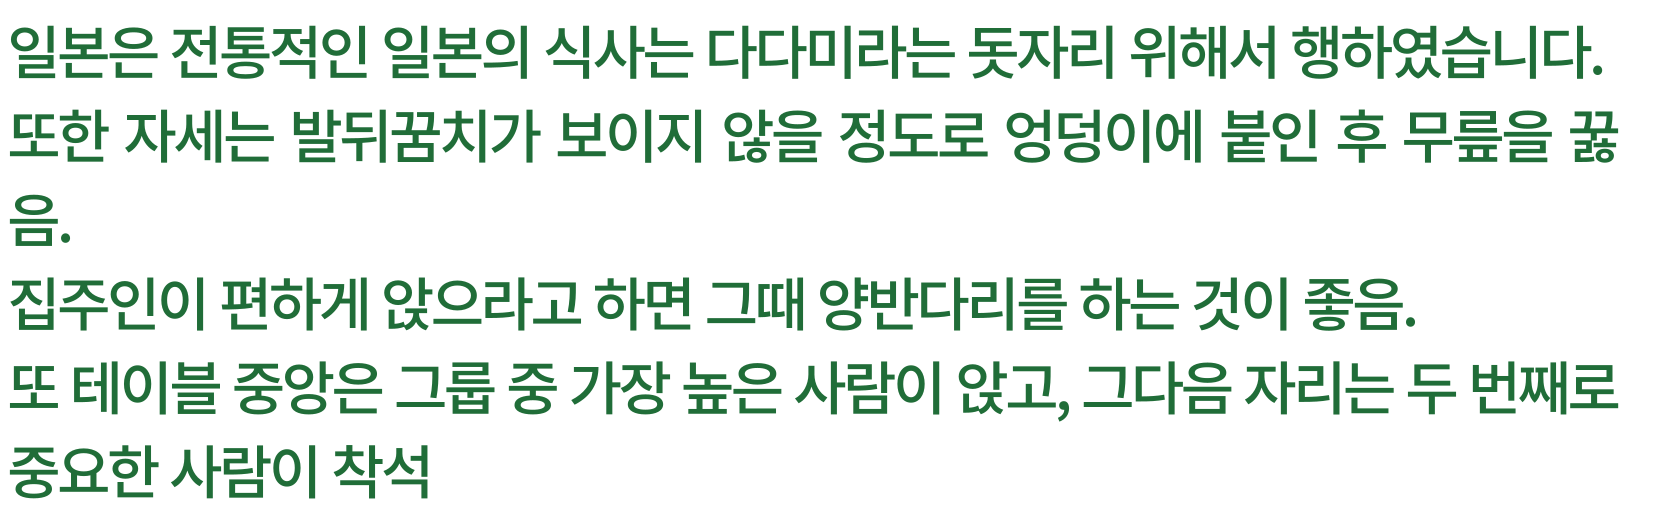 일본은 전통적인 일본의 식사는 다다미라는 돗자리 위해서 행하였습니다.
또한 자세는 발뒤꿈치가 보이지 않을 정도로 엉덩이에 붙인 후 무릎을 꿇
음.
집주인이 편하게 앉으라고 하면 그때 양반다리를 하는 것이 좋음.
또 테이블 중앙은 그룹 중 가장 높은 사람이 앉고, 그다음 자리는 두 번째로
중요한 사람이 착석